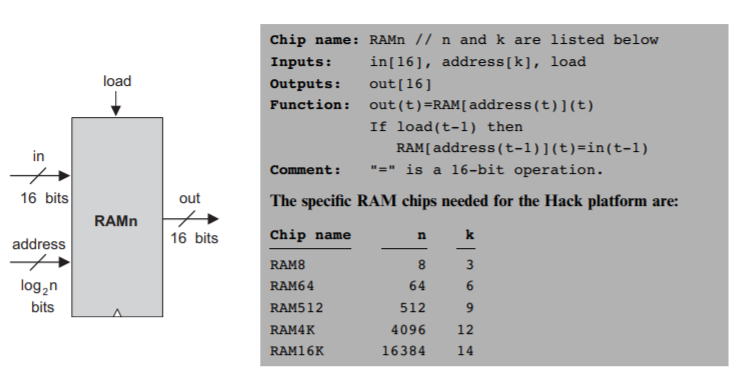 load
in
16 bits
RAMn
out
16 bits
address
log2n
bits
Chip name: RAMn // n and k are listed below
Inputs: in[16], address[k], load
Outputs: out[16]
Function: out(t)=RAM[address(t)](t)
If load(t-1) then
RAM[address(t-1)](t)=in(t-1)
Comment: "=" is a 16-bit operation.
The specific RAM chips needed for the Hack platform are:
Chip name n k
RAM8 8 3
RAM64 64 6
RAM512 512 9
RAM4K 4096 12
RAM16K 16384 14